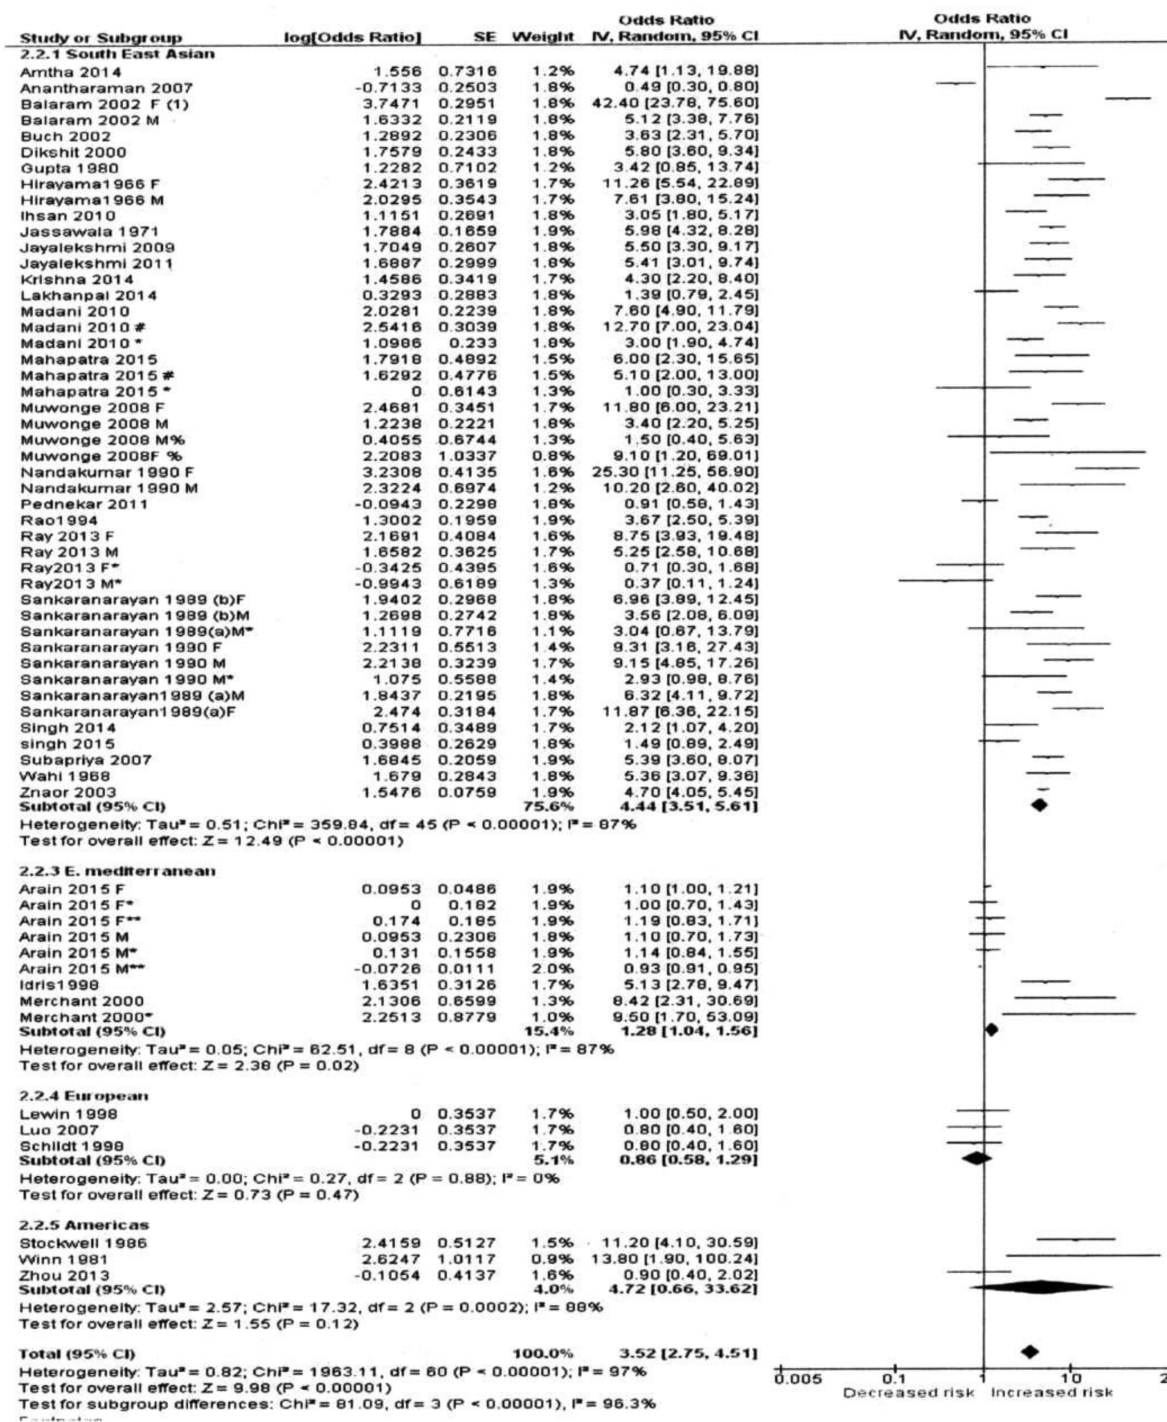 Odds Ratio Odds Ratio
Study or Subgroup log[Odds Ratio] SE Weight IV, Random, 95% CI IV, Random, 95% CI
2.2.1 South East Asian
Amtha 2014 1.556 0.7316 1.2% 4.74 [1.13, 19.88]
Anantharaman 2007 -0.7133 0.2503 1.8% 0.49 [0.30, 0.80]
Balaram 2002 F (1) 3.7471 0.2951 1.8% 42.40 [23.78, 75.60]
Balaram 2002 M 1.6332 0.2119 1.8% 5.12 [3.38, 7.76]
Buch 2002 1.2892 0.2306 1.8% 3.63 [2.31, 5.70]
Dikshit 2000 1.7579 0.2433 1.8% 5.80 [3.60, 9.34]
Gupta 1980 1.2282 0.7102 1.2% 3.42 [0.85, 13.74]
Hirayama1966 F 2.4213 0.3619 1.7% 11.26 [5.54, 22.89]
Hirayama1966 M 2.0295 0.3543 1.7% 7.61 [3.80, 15.24]
Ihsan 2010 1.1151 0.2691 1.8% 3.05 [1.80, 5.17]
Jassawala 1971 1.7884 0.1659 1.9% 5.98 [4.32, 8.28]
Jayalekshmi 2009 1.7049 0.2607 1.8% 5.50 [3.30, 9.17]
Jayalekshmi 2011 1.6887 0.2999 1.8% 5.41 [3.01, 9.74]
Krishna 2014 1.4586 0.3419 1.7% 4.30 [2.20, 8.40]
Lakhanpal 2014 0.3293 0.2883 1.8% 1.39 [0.79, 2.45]
Madani 2010 2.0281 0.2239 1.8% 7.60 [4.90, 11.79]
Madani 2010 # 2.5416 0.3039 1.8% 12.70 [7.00, 23.04]
Madani 2010 * 1.0986 0.233 1.8% 3.00 [1.90, 4.74]
Mahapatra 2015 1.7918 0.4892 1.5% 6.00 [2.30, 15.65]
Mahapatra 2015 # 1.6292 0.4776 1.5% 5.10 [2.00, 13.00]
Mahapatra 2015 * 0 0.6143 1.3% 1.00 [0.30, 3.33]
Muwonge 2008 F 2.4681 0.3451 1.7% 11.80 [6.00, 23.21]
Muwonge 2008 M 1.2238 0.2221 1.8% 3.40 [2.20, 5.25]
Muwonge 2008 M% 0.4055 0.6744 1.3% 1.50 [0.40, 5.63]
Muwonge 2008F % 2.2083 1.0337 0.8% 9.10 [1.20, 69.01]
Nandakumar 1990 F 3.2308 0.4135 1.6% 25.30 [11.25, 56.90]
Nandakumar 1990 M 2.3224 0.6974 1.2% 10.20 [2.60, 40.02]
Pednekar 2011 -0.0943 0.2298 1.8% 0.91 [0.58, 1.43]
Rao1994 1.3002 0.1959 1.9% 3.67 [2.50, 5.39]
Ray 2013 F 2.1691 0.4084 1.6% 8.75 [3.93, 19.48]
Ray 2013 M 1.6582 0.3625 1.7% 5.25 [2.58, 10.68]
Ray2013 F* -0.3425 0.4395 1.6% 0.71 [0.30, 1.68]
Ray2013 M* -0.9943 0.6189 1.3% 0.37 [0.11, 1.24]
Sankaranarayan 1989 (b)F 1.9402 0.2968 1.8% 6.96 [3.89, 12.45]
Sankaranarayan 1989 (b)M 1.2698 0.2742 1.8% 3.56 [2.08, 6.09]
Sankaranarayan 1989(a)M* 1.1119 0.7716 1.1% 3.04 [0.67, 13.79]
Sankaranarayan 1990 F 2.2311 0.5513 1.4% 9.31 [3.16, 27.43]
Sankaranarayan 1990 M 2.2138 0.3239 1.7% 9.15 [4.85, 17.26]
Sankaranarayan 1990 M* 1.075 0.5588 1.4% 2.93 [0.98, 8.76]
Sankaranarayan1989 (a)M 1.8437 0.2195 1.8% 6.32 [4.11, 9.72]
Sankaranarayan1989(a)F 2.474 0.3184 1.7% 11.87 [6.36, 22.15]
Singh 2014 0.7514 0.3489 1.7% 2.12 [1.07, 4.20]
singh 2015 0.3988 0.2629 1.8% 1.49 [0.89, 2.49]
Subapriya 2007 1.6845 0.2059 1.9% 5.39 [3.60, 8.07]
Wahi 1968 1.679 0.2843 1.8% 5.36 [3.07, 9.36]
Znaor 2003 1.5476 0.0759 1.9% 4.70 [4.05, 5.45]
Subtotal (95% CI) 75.6% 4.44 [3.51, 5.61]
Heterogeneity: Tau² = 0.51; Chi² = 359.84, df = 45 (P < 0.00001); I² = 87%
Test for overall effect: Z = 12.49 (P < 0.00001)
2.2.3 E. mediterranean
Arain 2015 F 0.0953 0.0486 1.9% 1.10 [1.00, 1.21]
Arain 2015 F* 0 0.182 1.9% 1.00 [0.70, 1.43]
Arain 2015 F** 0.174 0.185 1.9% 1.19 [0.83, 1.71]
Arain 2015 M 0.0953 0.2306 1.8% 1.10 [0.70, 1.73]
Arain 2015 M* 0.131 0.1558 1.9% 1.14 [0.84, 1.55]
Arain 2015 M** -0.0726 0.0111 2.0% 0.93 [0.91, 0.95]
Idris1998 1.6351 0.3126 1.7% 5.13 [2.78, 9.47]
Merchant 2000 2.1306 0.6599 1.3% 8.42 [2.31, 30.69]
Merchant 2000* 2.2513 0.8779 1.0% 9.50 [1.70, 53.09]
Subtotal (95% CI) 15.4% 1.28 [1.04, 1.56]
Heterogeneity: Tau² = 0.05; Chi² = 62.51, df = 8 (P < 0.00001); I² = 87%
Test for overall effect: Z = 2.38 (P = 0.02)
2.2.4 European
Lewin 1998 0 0.3537 1.7% 1.00 [0.50, 2.00]
Luo 2007 -0.2231 0.3537 1.7% 0.80 [0.40, 1.60]
Schildt 1998 -0.2231 0.3537 1.7% 0.80 [0.40, 1.60]
Subtotal (95% CI) 5.1% 0.86 [0.58, 1.29]
Heterogeneity: Tau² = 0.00; Chi² = 0.27, df = 2 (P = 0.88); I² = 0%
Test for overall effect: Z = 0.73 (P = 0.47)
2.2.5 Americas
Stockwell 1986 2.4159 0.5127 1.5% 11.20 [4.10, 30.59]
Winn 1981 2.6247 1.0117 0.9% 13.80 [1.90, 100.24]
Zhou 2013 -0.1054 0.4137 1.6% 0.90 [0.40, 2.02]
Subtotal (95% CI) 4.0% 4.72 [0.66, 33.62]
Heterogeneity: Tau² = 2.57; Chi² = 17.32, df = 2 (P = 0.0002); I² = 88%
Test for overall effect: Z = 1.55 (P = 0.12)
Total (95% CI) 100.0% 3.52 [2.75, 4.51]
Heterogeneity: Tau² = 0.82; Chi² = 1963.11, df = 60 (P < 0.00001); I² = 97%
0.005 0.1 1 10 2
Test for overall effect: Z = 9.98 (P < 0.00001)
Decreased risk Increased risk
Test for subgroup differences: Chi² = 81.09, df = 3 (P < 0.00001), I² = 96.3%